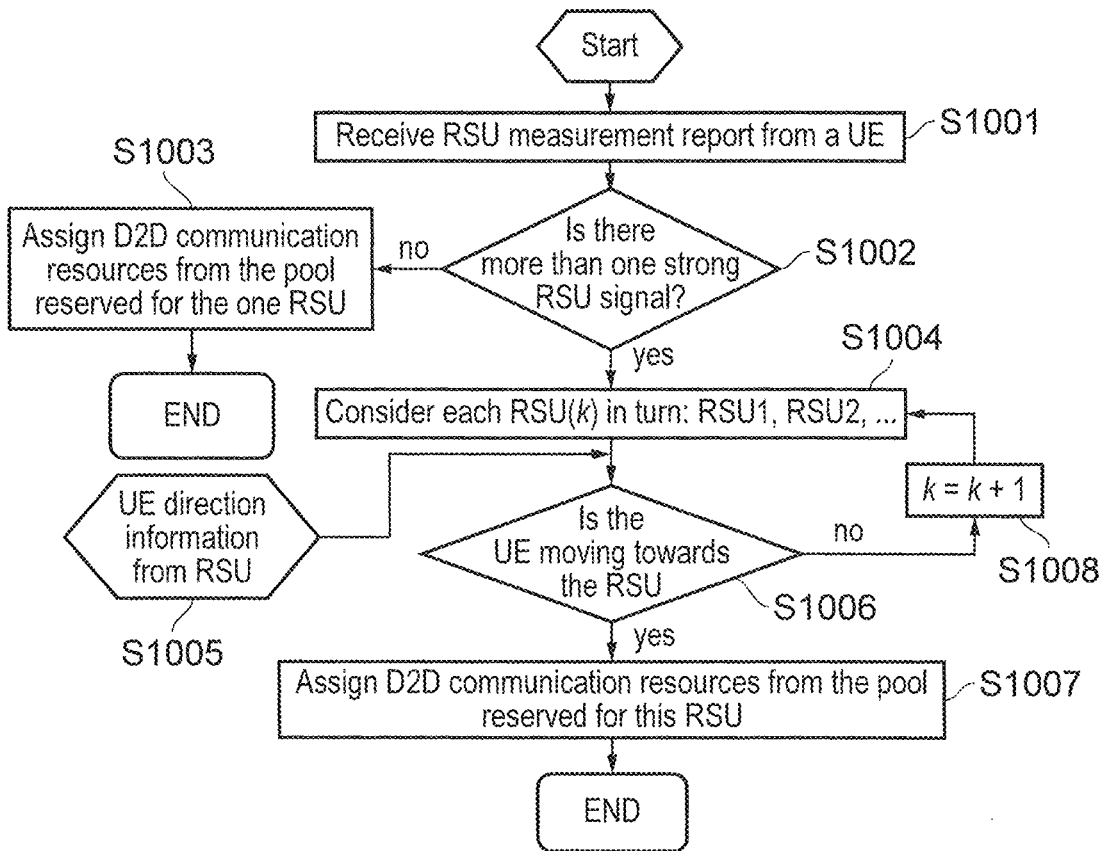 Start
Receive RSU measurement report from a UE
S1001
S1003
Assign D2D communication
resources from the pool
reserved for the one RSU
no
Is there
more than one strong
RSU signal?
S1002
yes
END
S1004
Consider each RSU(k) in turn: RSU1, RSU2, ...
UE direction
information
from RSU
S1005
Is the
UE moving towards
the RSU
no
k = k + 1
S1008
S1006
yes
Assign D2D communication resources from the pool
reserved for this RSU
S1007
END